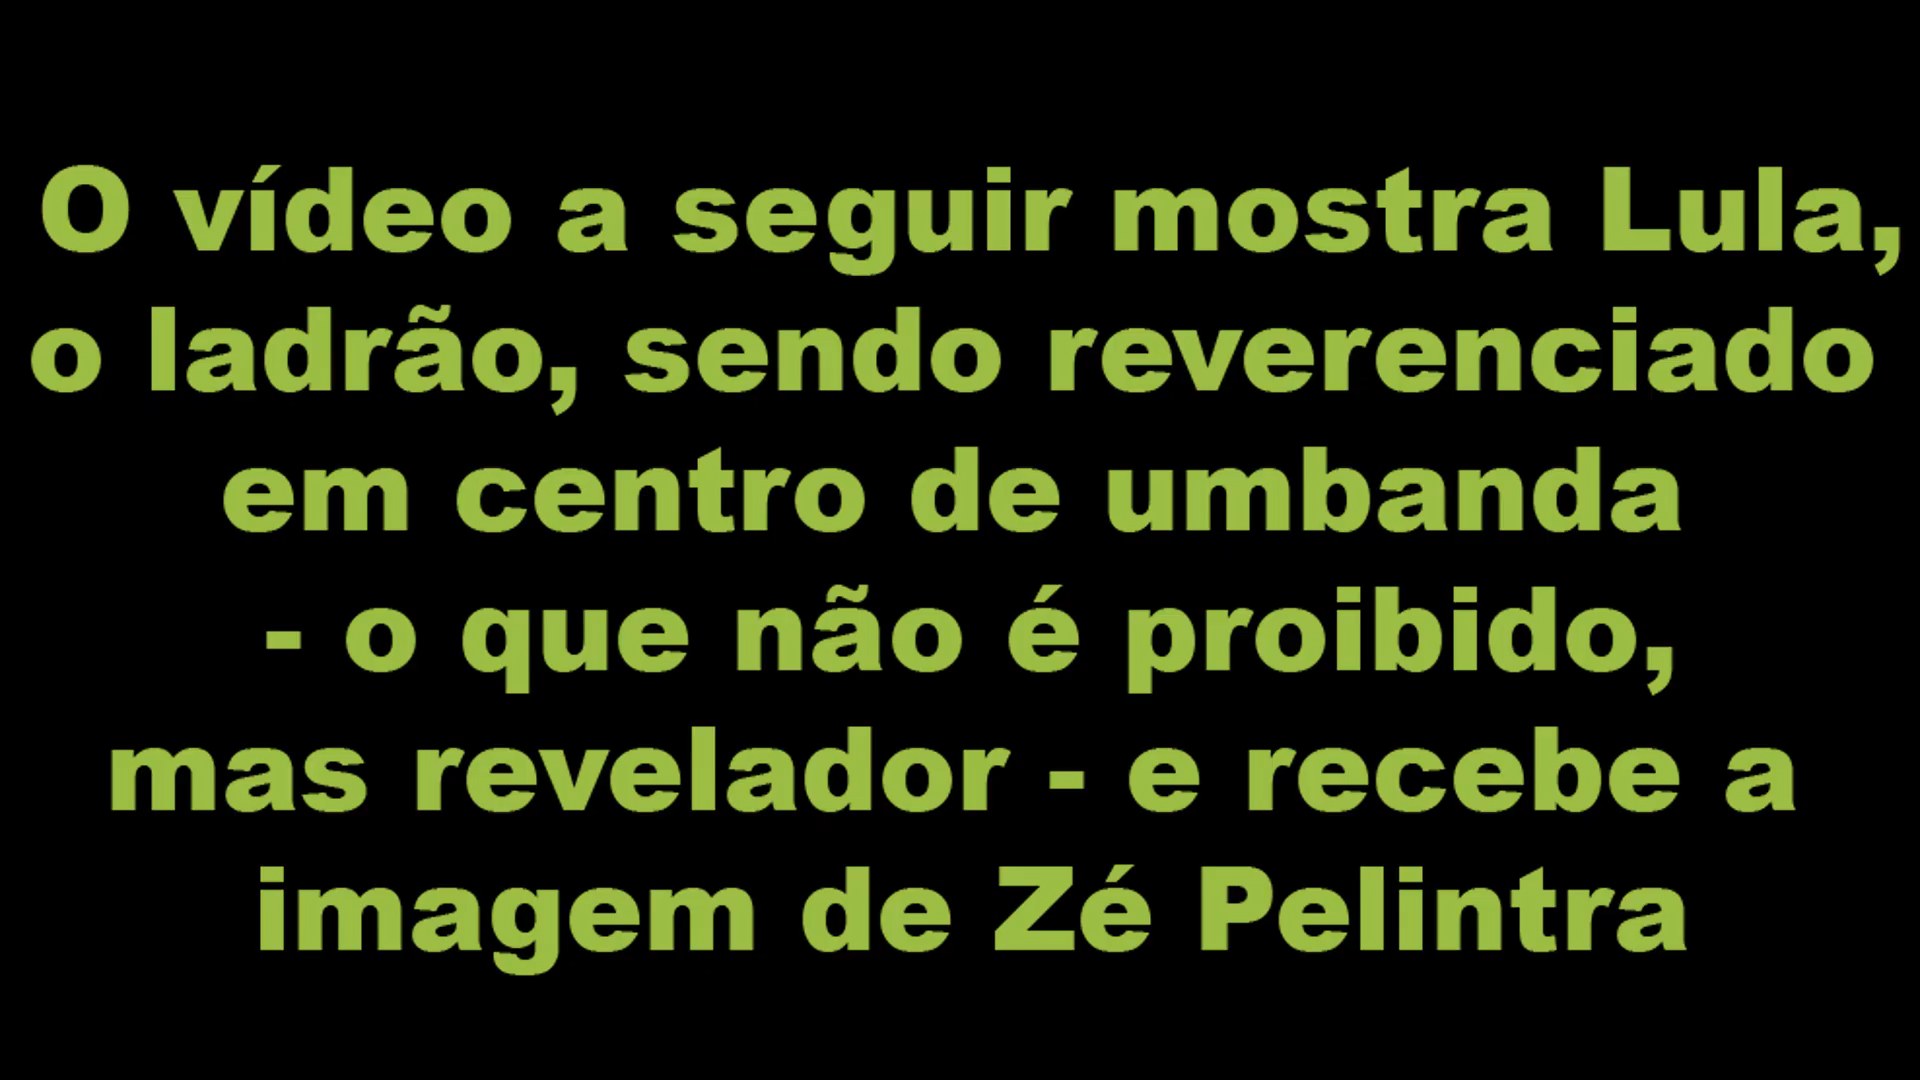 O vídeo a seguir mostra Lula,
o ladrão, sendo reverenciado
em centro de umbanda
- o que não é proibido,
mas revelador - e recebe a
imagem de Zé Pelintra